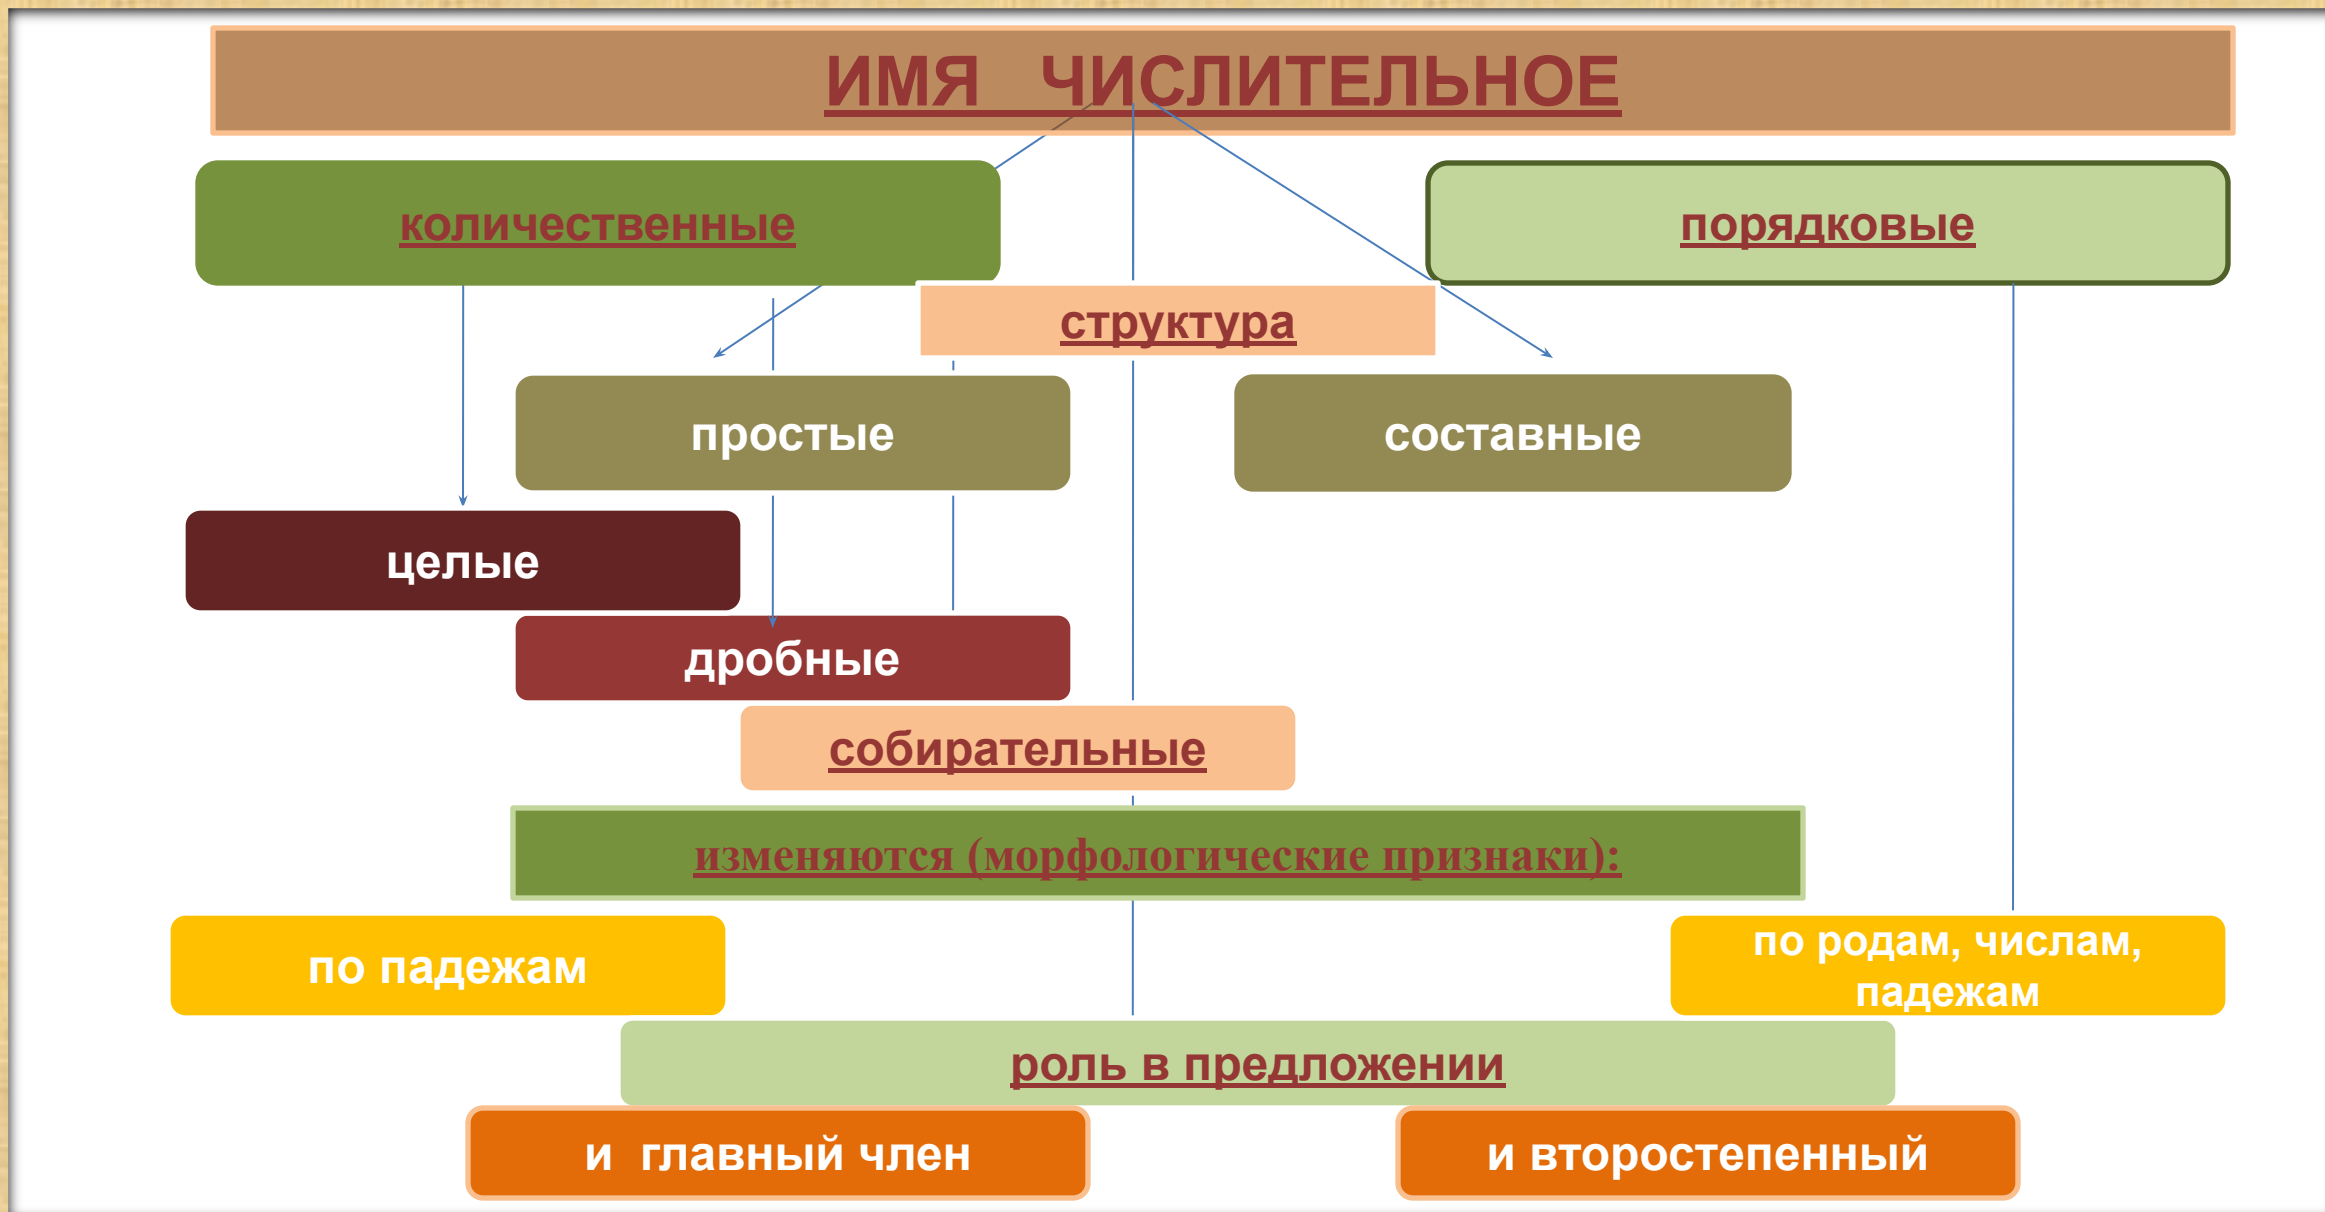 ИМЯ ЧИСЛИТЕЛЬНОЕ
количественные
порядковые
структура
простые
составные
целые
дробные
собирательные
изменяются (морфологические признаки):
по падежам
по родам, числам,
падежам
роль в предложении
и главный член
и второстепенный